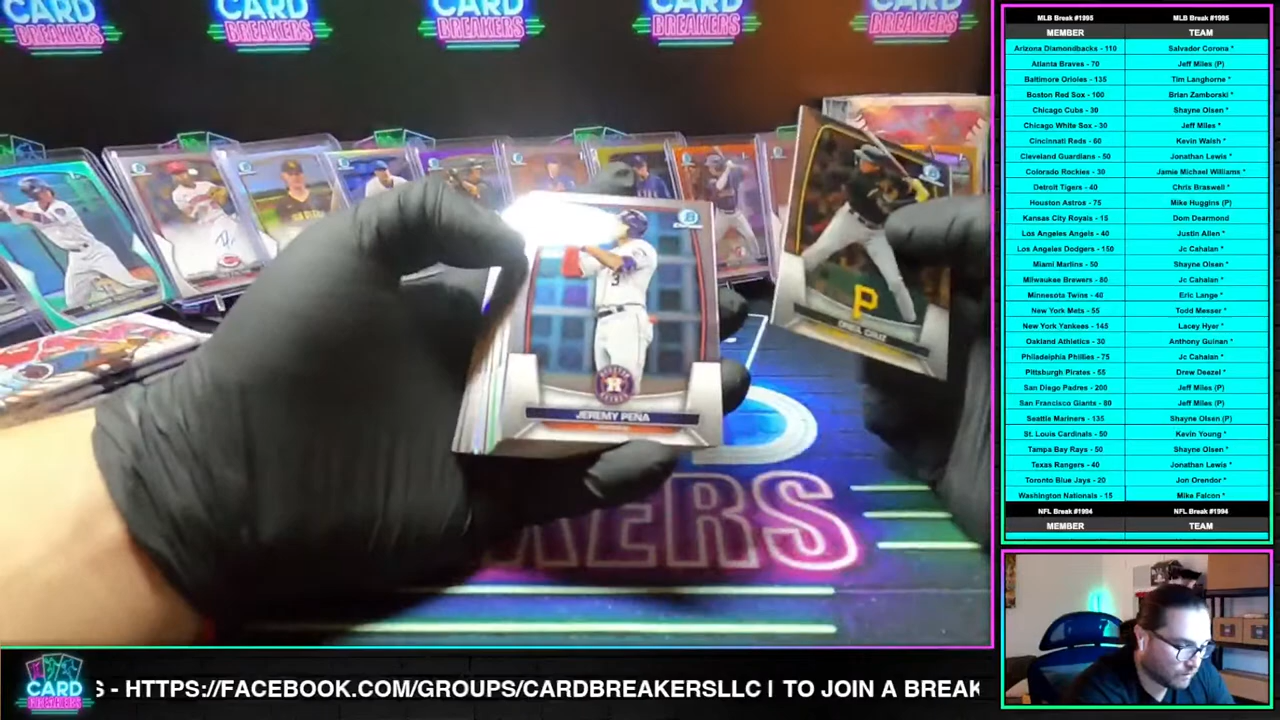 CARD
BREAKERS
CARD
BREAKERS
CARD
BREAKERS
CARD
BREAKERS
CARD
BREAKERS
3
JEREMY PENA
P
ONEIL CRUZ
KERS
MLB Break #1995 MLB Break #1995
MEMBER TEAM
Arizona Diamondbacks - 110 Salvador Corona *
Atlanta Braves - 70 Jeff Miles (P)
Baltimore Orioles - 135 Tim Langhorne *
Boston Red Sox - 100 Brian Zamborski *
Chicago Cubs - 30 Shayne Olsen *
Chicago White Sox - 30 Jeff Miles *
Cincinnati Reds - 60 Kevin Walsh *
Cleveland Guardians - 50 Jonathan Lewis *
Colorado Rockies - 30 Jamie Michael Williams *
Detroit Tigers - 40 Chris Braswell *
Houston Astros - 75 Mike Huggins (P)
Kansas City Royals - 15 Dom Dearmond
Los Angeles Angels - 40 Justin Allen *
Los Angeles Dodgers - 150 Jc Cahalan *
Miami Marlins - 50 Shayne Olsen *
Milwaukee Brewers - 80 Jc Cahalan *
Minnesota Twins - 40 Eric Lange *
New York Mets - 55 Todd Messer *
New York Yankees - 145 Lacey Hyer *
Oakland Athletics - 30 Anthony Guinan *
Philadelphia Phillies - 75 Jc Cahalan *
Pittsburgh Pirates - 55 Drew Deezel *
San Diego Padres - 200 Jeff Miles (P)
San Francisco Giants - 80 Jeff Miles (P)
Seattle Mariners - 135 Shayne Olsen (P)
St. Louis Cardinals - 50 Kevin Young *
Tampa Bay Rays - 50 Shayne Olsen *
Texas Rangers - 40 Jonathan Lewis *
Toronto Blue Jays - 20 Jon Orendor *
Washington Nationals - 15 Mike Falcon *
NFL Break #1994 NFL Break #1994
MEMBER TEAM
CARD
BREAKERS
S - HTTPS://FACEBOOK.COM/GROUPS/CARDBREAKERSLLC | TO JOIN A BREAK